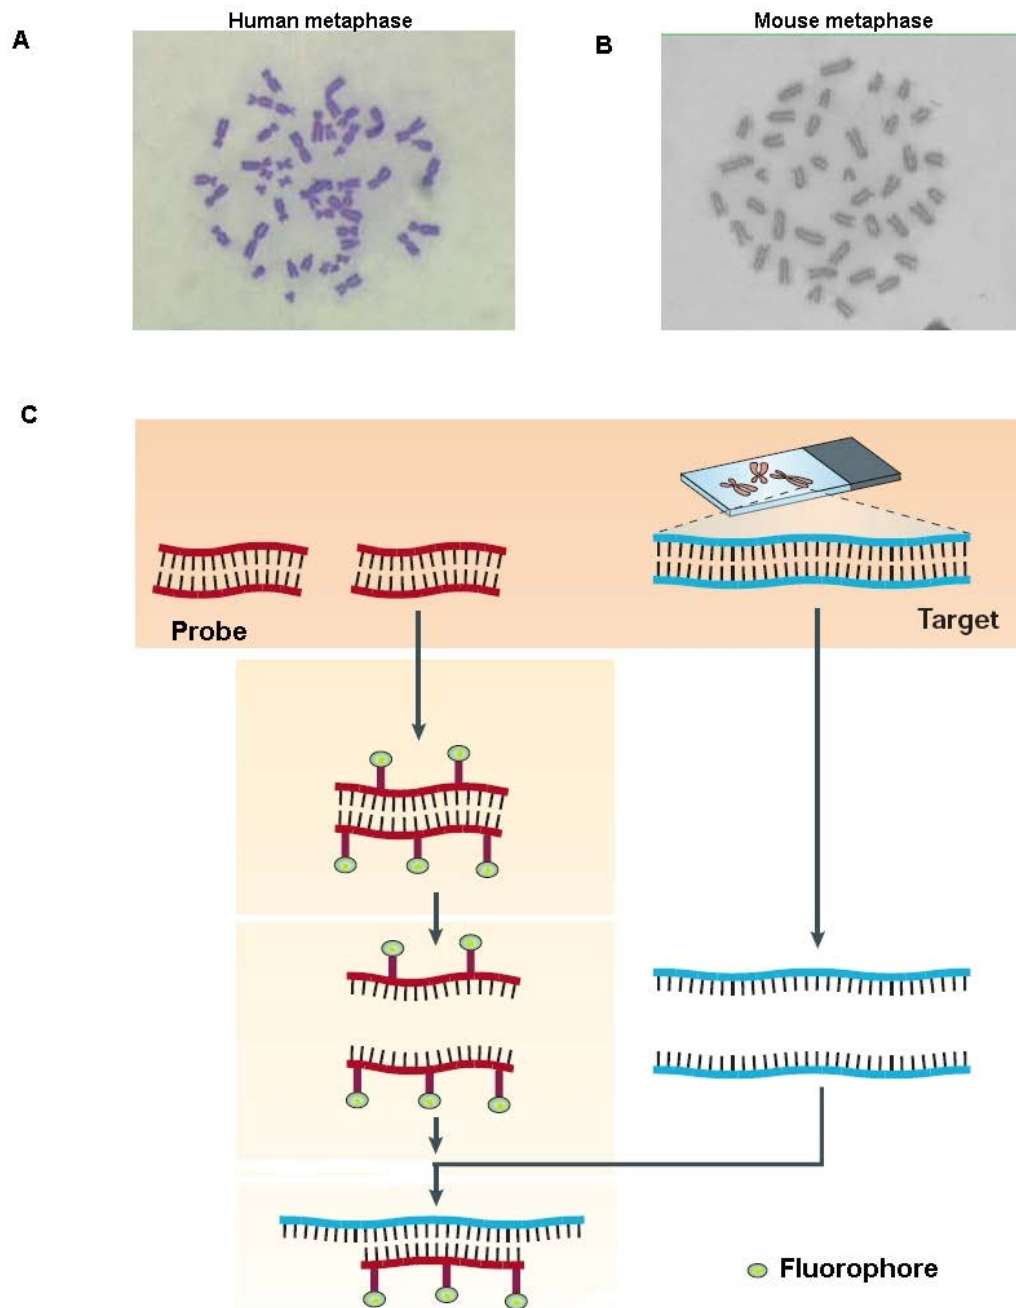 Human metaphase
Mouse metaphase
A
B
C
Probe
Target
Fluorophore